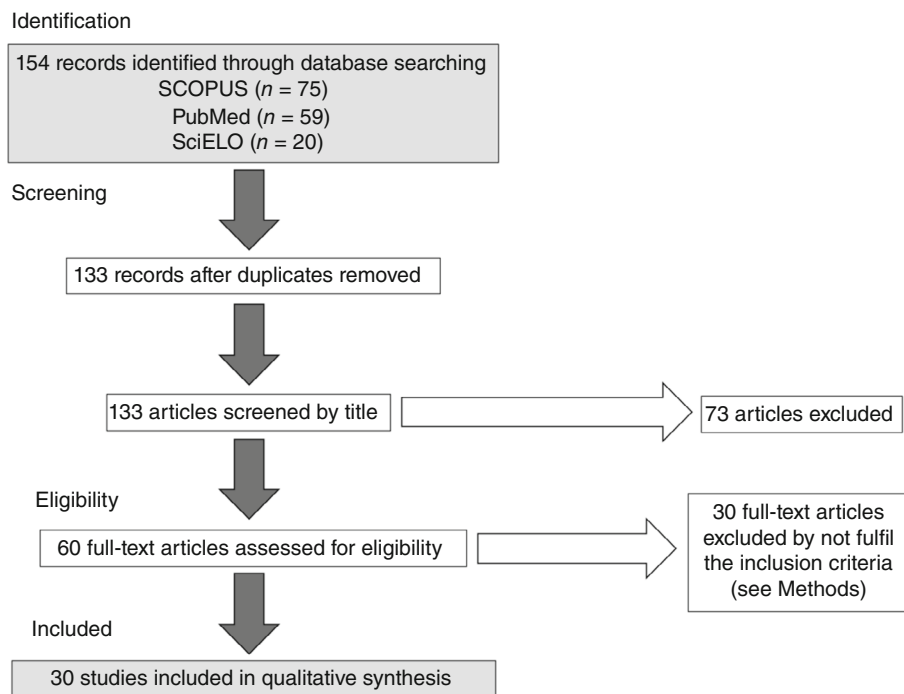 Identification
154 records identified through database searching
SCOPUS (n = 75)
PubMed (n = 59)
SciELO (n = 20)
Screening
133 records after duplicates removed
133 articles screened by title
73 articles excluded
Eligibility
60 full-text articles assessed for eligibility
30 full-text articles
excluded by not fulfil
the inclusion criteria
(see Methods)
Included
30 studies included in qualitative synthesis